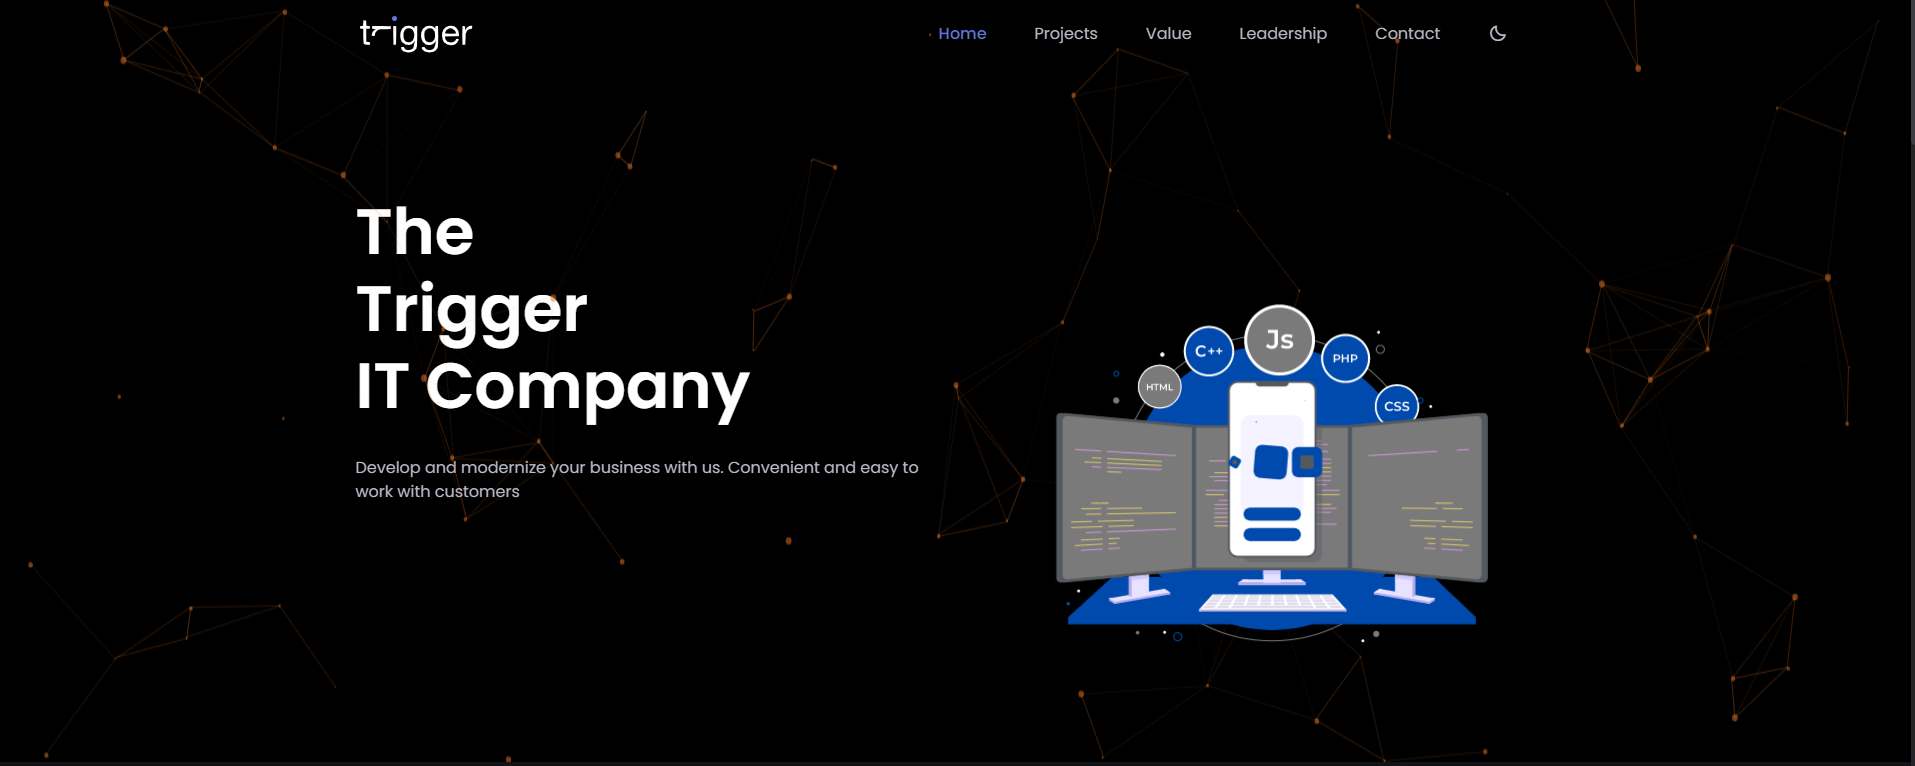 trigger
Home Projects Value Leadership Contact
The
Trigger
IT Company
Develop and modernize your business with us. Convenient and easy to
work with customers
HTML
C++
Js
PHP
CSS